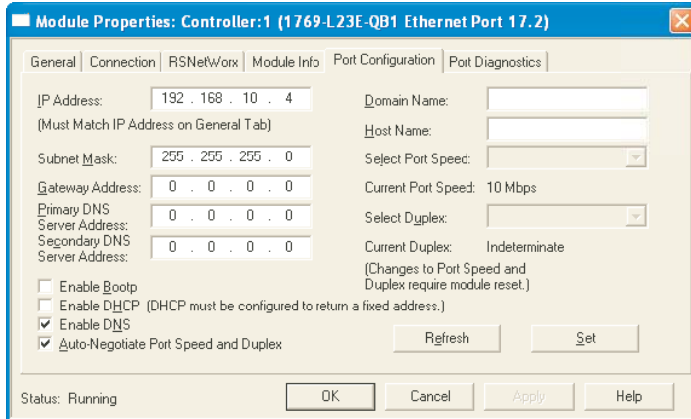 Module Properties: Controller:1 (1769-L23E-QB1 Ethernet Port 17.2)
General Connection RSNetWorx Module Info Port Configuration Port Diagnostics
IP Address: 192 . 168 . 10 . 4
(Must Match IP Address on General Tab)
Subnet Mask: 255 . 255 . 255 . 0
Gateway Address: 0 . 0 . 0 . 0
Primary DNS
Server Address: 0 . 0 . 0 . 0
Secondary DNS
Server Address: 0 . 0 . 0 . 0
Domain Name:
Host Name:
Select Port Speed:
Current Port Speed: 10 Mbps
Select Duplex:
Current Duplex: Indeterminate
(Changes to Port Speed and
Duplex require module reset.)
Enable Bootp
Enable DHCP (DHCP must be configured to return a fixed address.)
Enable DNS
Auto-Negotiate Port Speed and Duplex
Refresh Set
Status: Running
OK Cancel Apply Help